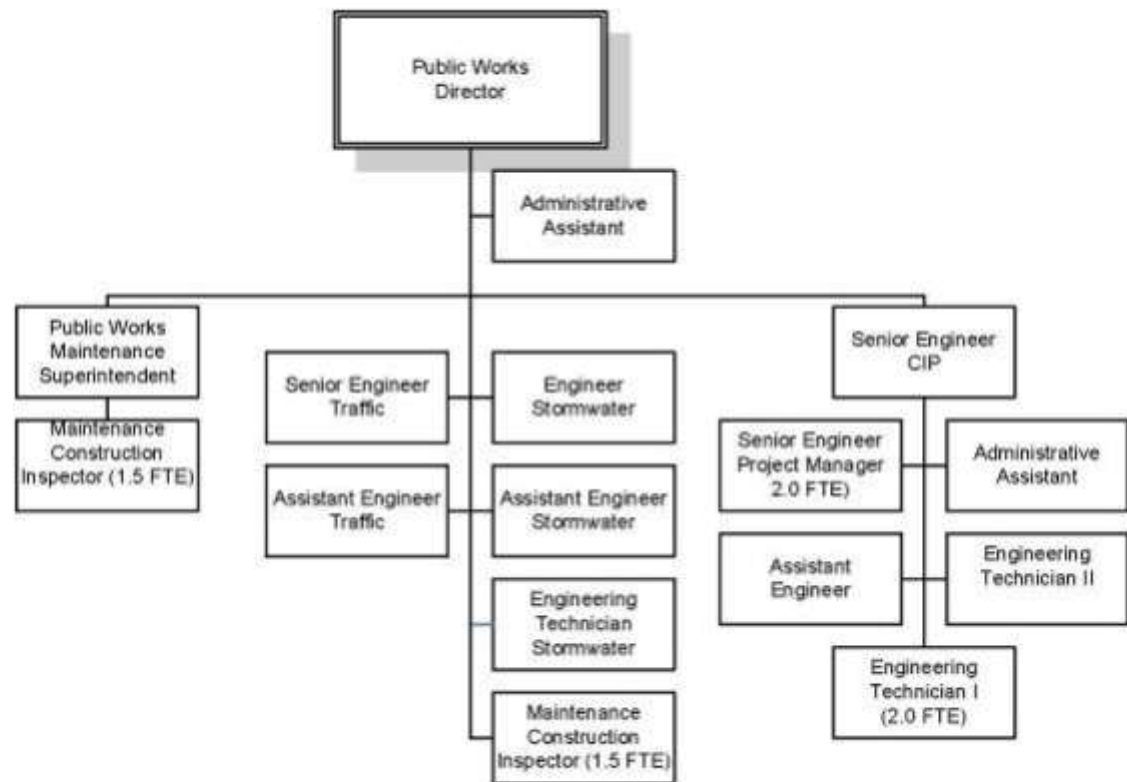 Public Works
Director
Administrative
Assistant
Public Works
Maintenance
Superintendent
Maintenance
Construction
Inspector (1.5 FTE)
Senior Engineer
Traffic
Engineer
Stormwater
Assistant Engineer
Traffic
Assistant Engineer
Stormwater
Engineering
Technician
Stormwater
Maintenance
Construction
Inspector (1.5 FTE)
Senior Engineer
CIP
Senior Engineer
Project Manager
2.0 FTE)
Administrative
Assistant
Assistant
Engineer
Engineering
Technician II
Engineering
Technician I
(2.0 FTE)